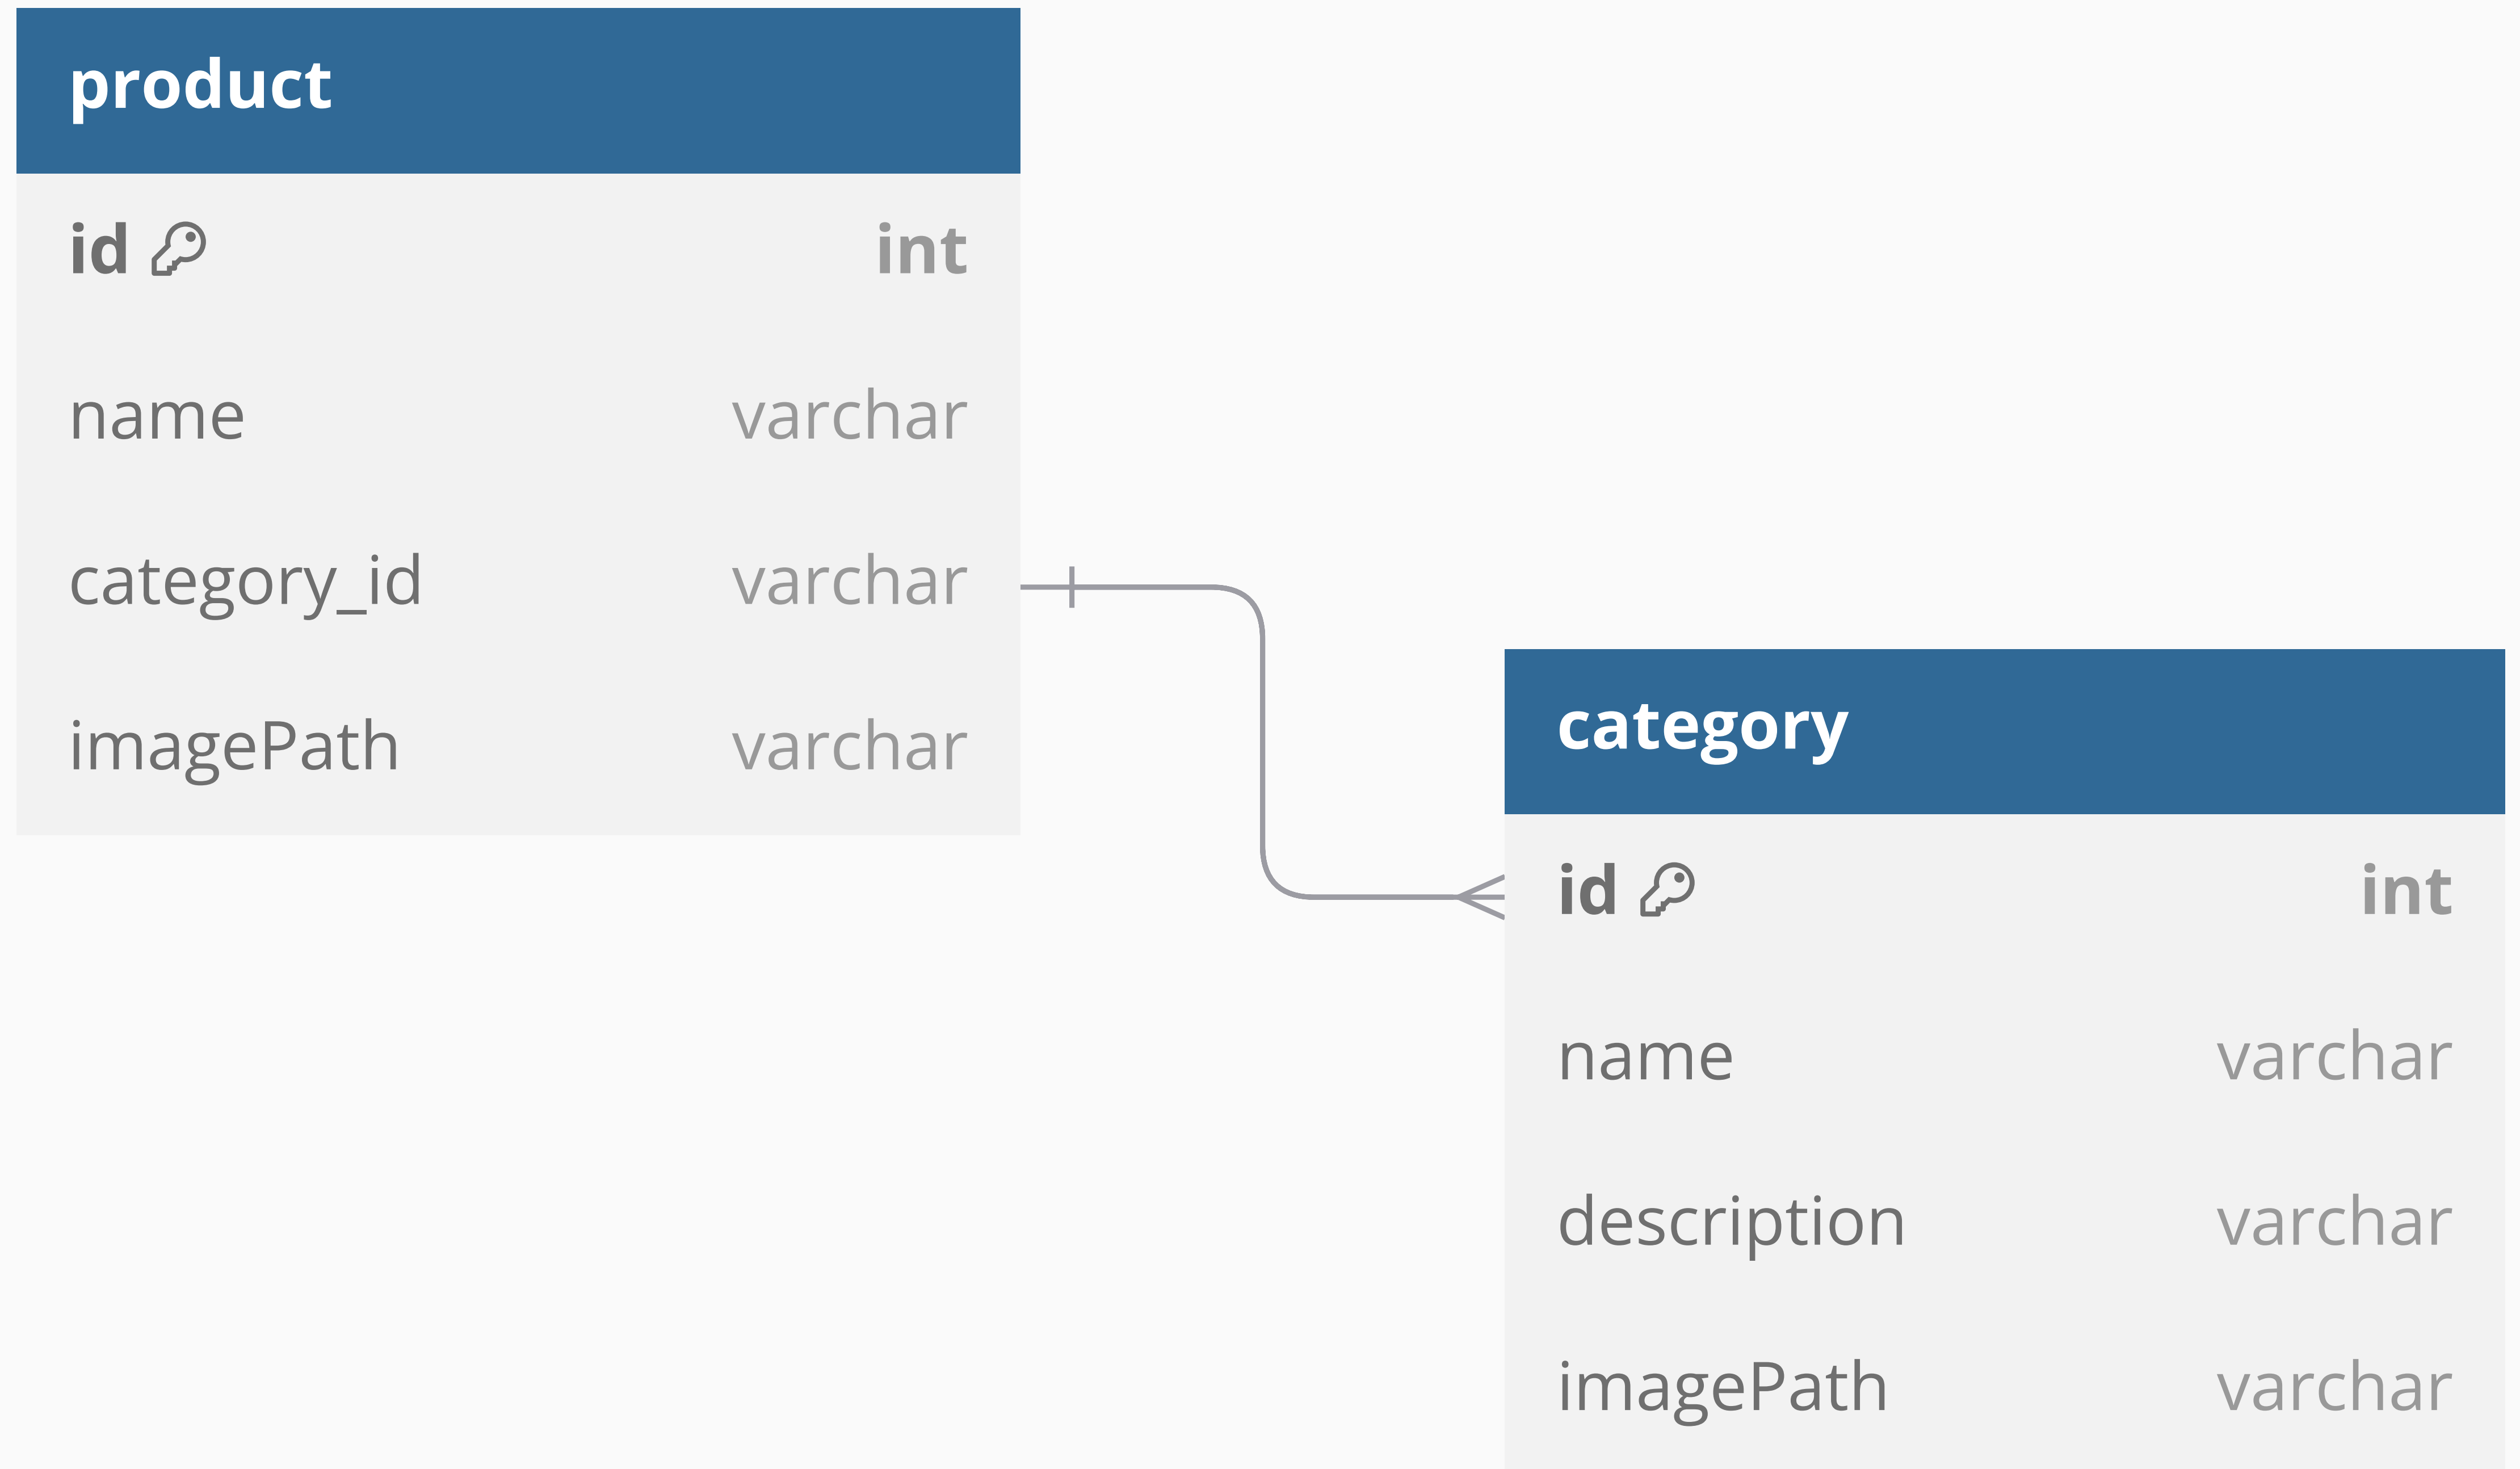 product
id int
name varchar
category_id varchar
imagePath varchar
category
id int
name varchar
description varchar
imagePath varchar